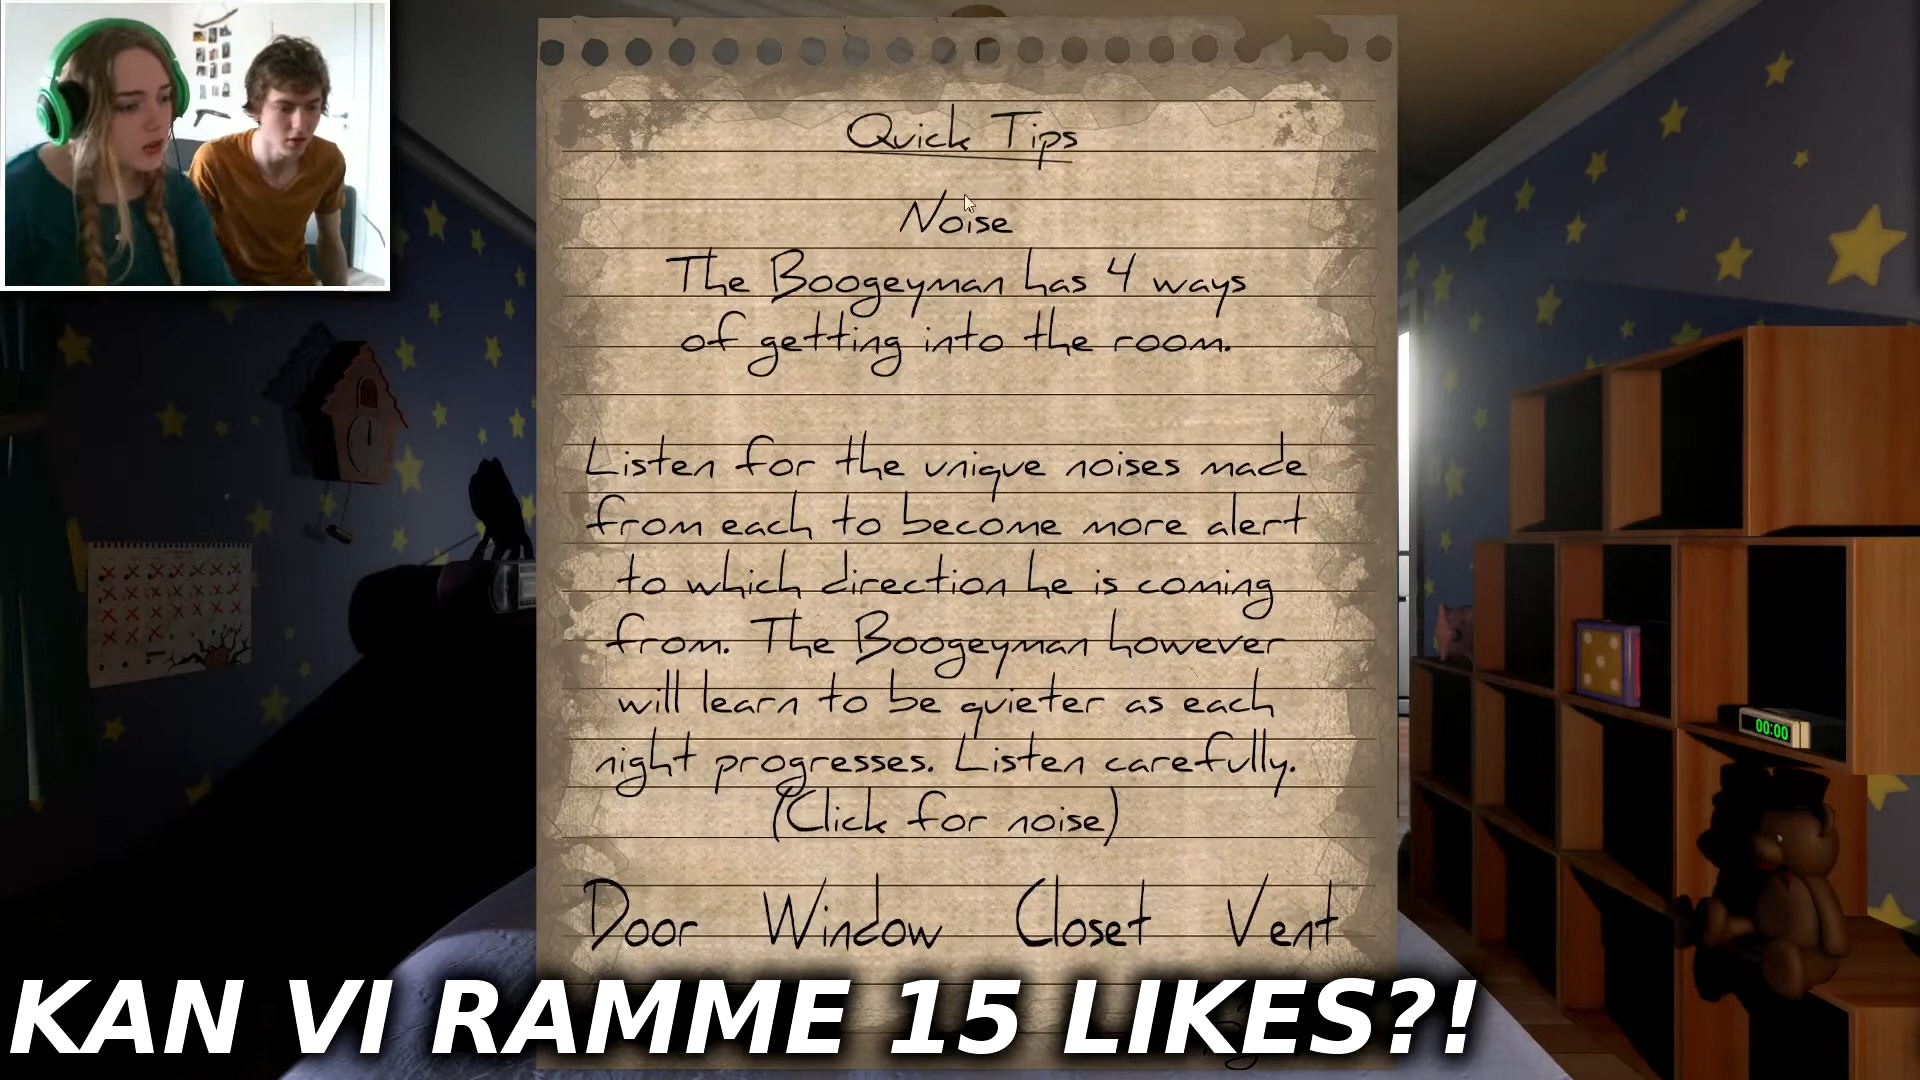 Quick Tips
Noise
The Boogeyman has 4 ways
of getting into the room.
Listen for the unique noises made
from each to become more alert
to which direction he is coming
from. The Boogeyman however
will learn to be quieter as each
night progresses. Listen carefully.
(Click for noise)
Door Window Closet Vent
00:00
KAN VI RAMME 15 LIKES?!